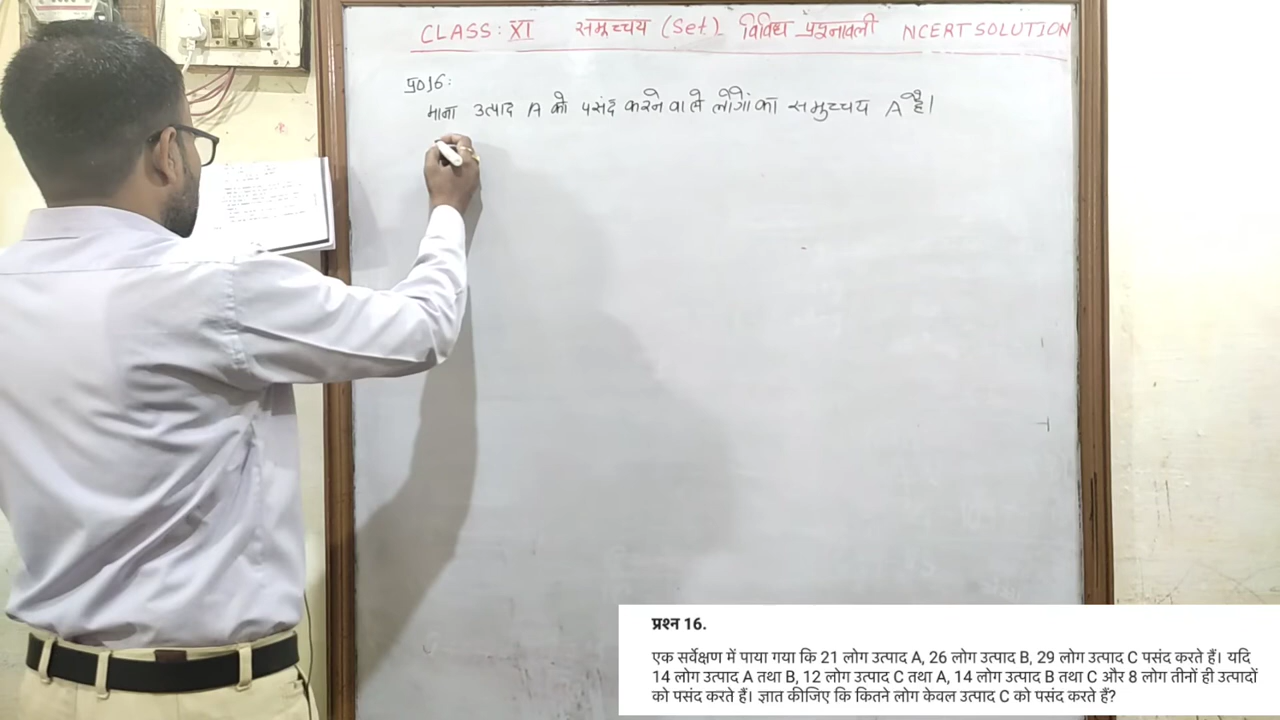 CLASS: XI समुच्चय (Set) विविध प्रश्नावली NCERT SOLUTION
प्र016:
माना उत्पाद A को पसंद करने वाले लोगों का समुच्चय A है।
प्रश्न 16.
एक सर्वेक्षण में पाया गया कि 21 लोग उत्पाद A, 26 लोग उत्पाद B, 29 लोग उत्पाद C पसंद करते हैं। यदि
14 लोग उत्पाद A तथा B, 12 लोग उत्पाद C तथा A, 14 लोग उत्पाद B तथा C और 8 लोग तीनों ही उत्पादों
को पसंद करते हैं। ज्ञात कीजिए कि कितने लोग केवल उत्पाद C को पसंद करते हैं?